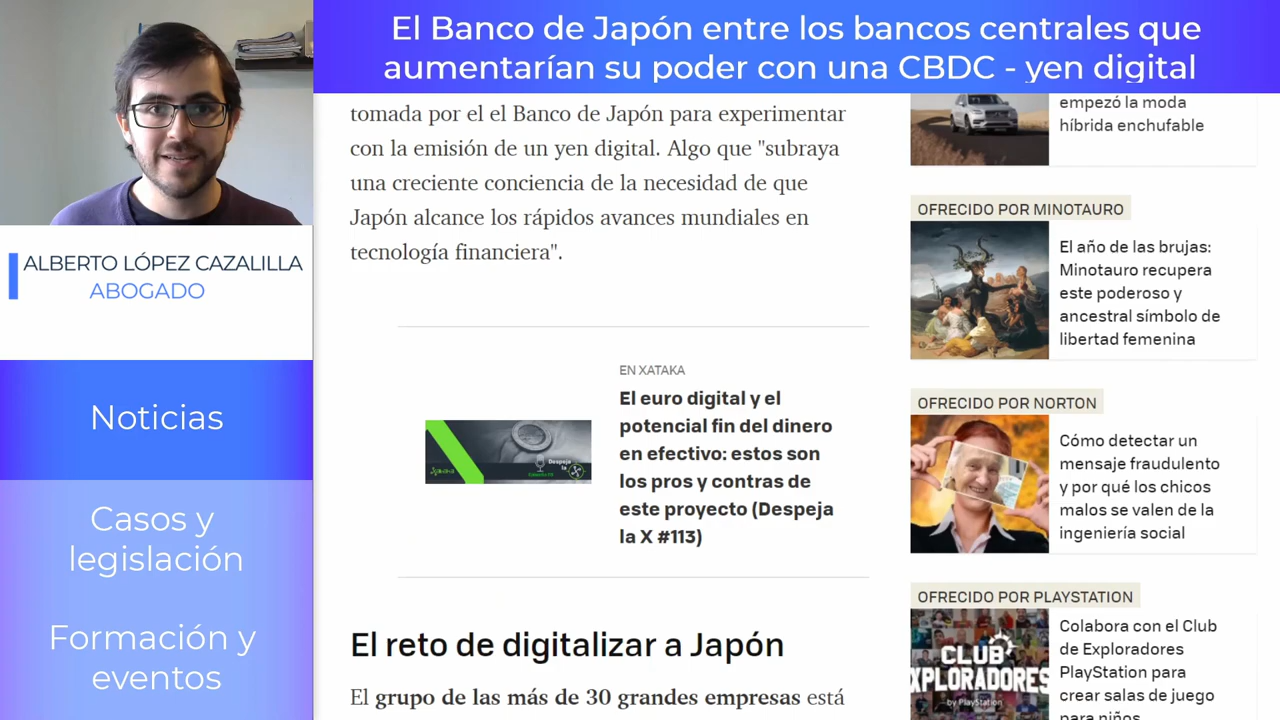 El Banco de Japón entre los bancos centrales que
aumentarían su poder con una CBDC - yen digital
ALBERTO LÓPEZ CAZALILLA
ABOGADO
Noticias
Casos y
legislación
Formación y
eventos
tomada por el el Banco de Japón para experimentar
con la emisión de un yen digital. Algo que "subraya
una creciente conciencia de la necesidad de que
Japón alcance los rápidos avances mundiales en
tecnología financiera".
EN XATAKA
El euro digital y el
potencial fin del dinero
en efectivo: estos son
los pros y contras de
este proyecto (Despeja
la X #113)
Despeja
la X
El reto de digitalizar a Japón
El grupo de las más de 30 grandes empresas está
empezó la moda
híbrida enchufable
OFRECIDO POR MINOTAURO
El año de las brujas:
Minotauro recupera
este poderoso y
ancestral símbolo de
libertad femenina
OFRECIDO POR NORTON
Cómo detectar un
mensaje fraudulento
y por qué los chicos
malos se valen de la
ingeniería social
OFRECIDO POR PLAYSTATION
CLUB
EXPLORADORES
by PlayStation
Colabora con el Club
de Exploradores
PlayStation para
crear salas de juego
para niños